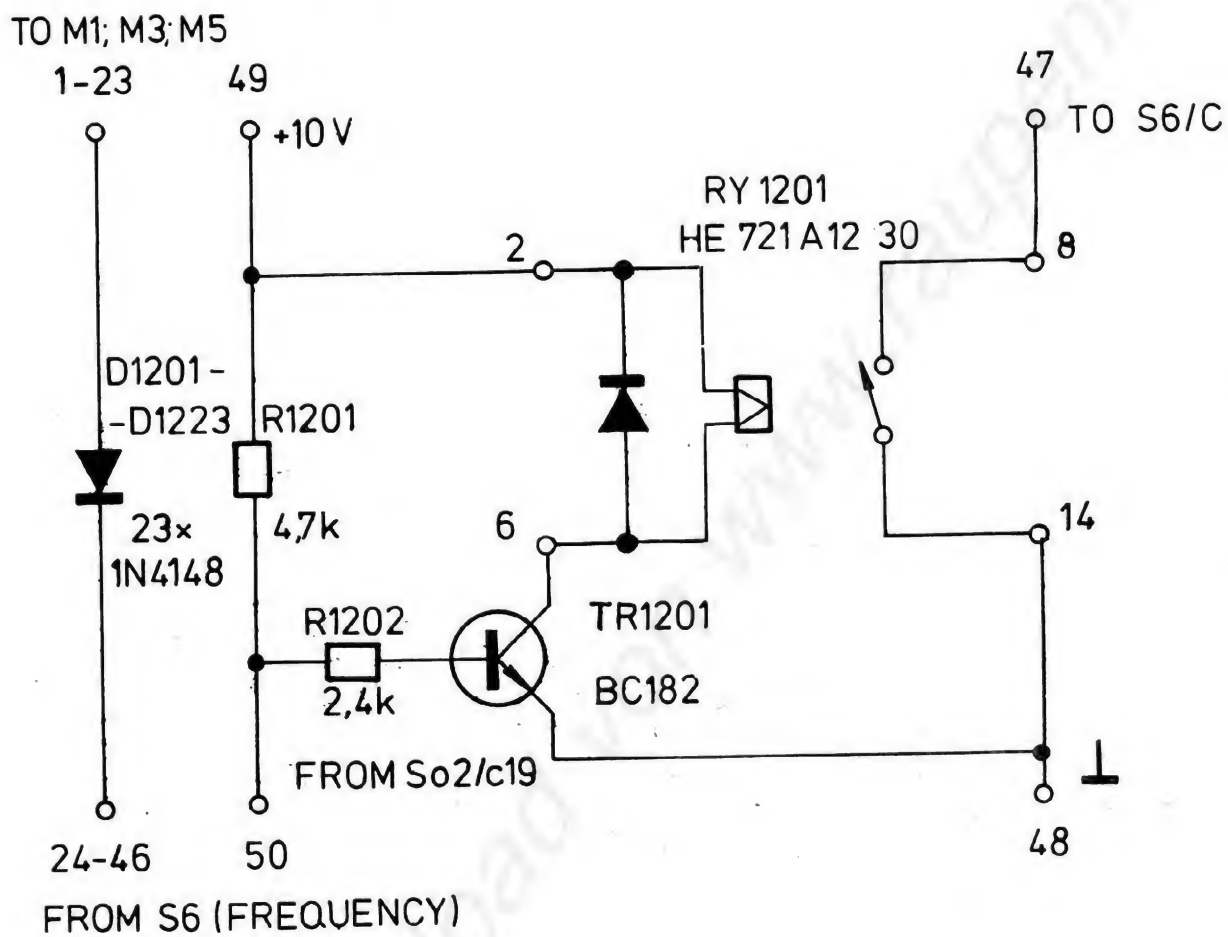 TO M1; M3; M5
1-23
49
+10 V
47
TO S6/C
RY 1201
HE 721 A12 30
2
8
D1201-
-D1223
R1201
4,7k
23×
1N4148
6
14
R1202
2,4k
TR1201
BC182
FROM So2/c19
24-46
50
48
FROM S6 (FREQUENCY)